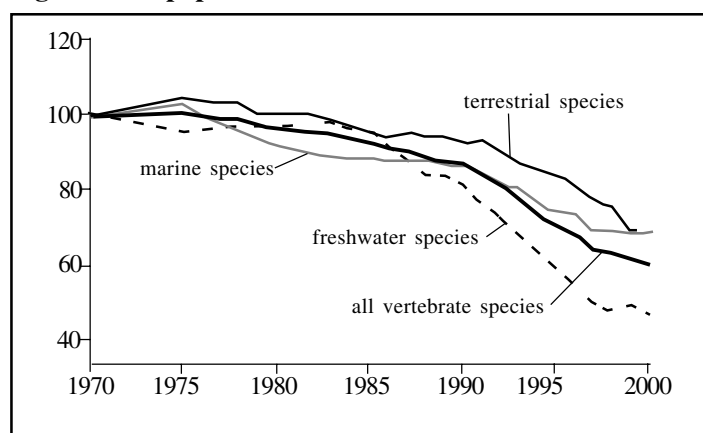 120
100
80
60
40
terrestrial species
marine species
freshwater species
all vertebrate species
1970 1975 1980 1985 1990 1995 2000